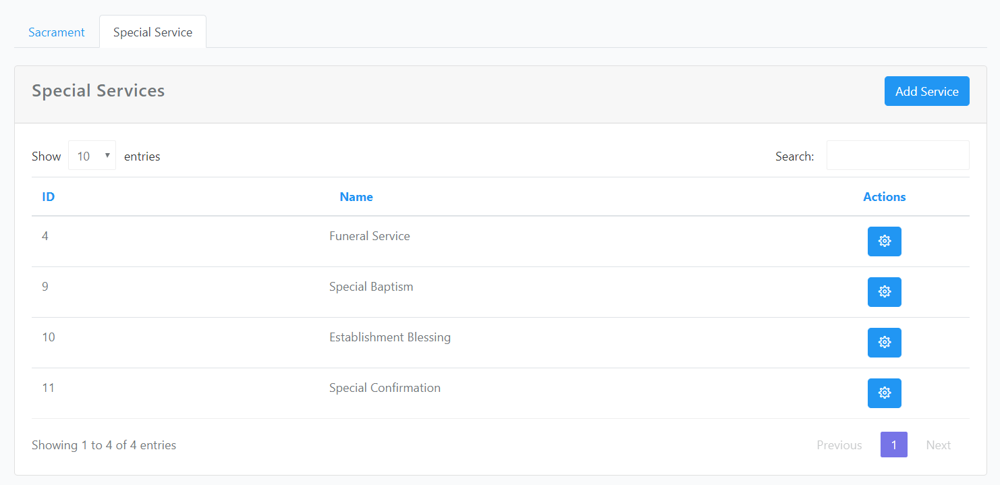 Sacrament Special Service
Special Services Add Service
Show 10 entries Search:
ID Name Actions
4 Funeral Service
9 Special Baptism
10 Establishment Blessing
11 Special Confirmation
Showing 1 to 4 of 4 entries Previous 1 Next